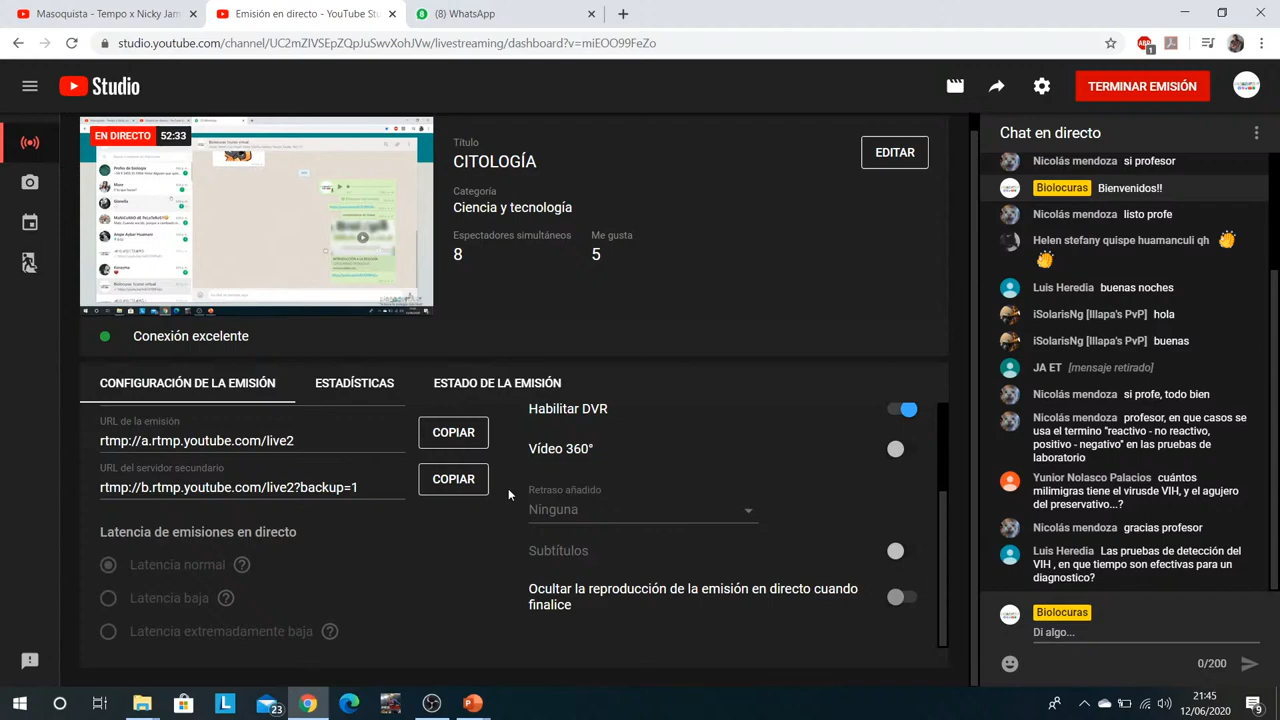 Masoquista - Tempo x Nicky Jam
Emisión en directo - YouTube St
(8) WhatsApp
studio.youtube.com/channel/UC2mZIVSEpZQpJuSwvXohJVw/livestreaming/dashboard?v=miEOO99FeZo
Studio
TERMINAR EMISIÓN
EN DIRECTO 52:33
Título
CITOLOGÍA
EDITAR
Categoría
Ciencia y tecnología
Espectadores simultán
Me gusta
8
5
Conexión excelente
CONFIGURACIÓN DE LA EMISIÓN
ESTADÍSTICAS
ESTADO DE LA EMISIÓN
URL de la emisión
rtmp://a.rtmp.youtube.com/live2
COPIAR
URL del servidor secundario
rtmp://b.rtmp.youtube.com/live2?backup=1
COPIAR
Latencia de emisiones en directo
Latencia normal
Latencia baja
Latencia extremadamente baja
Habilitar DVR
Vídeo 360°
Retraso añadido
Ninguna
Subtítulos
Ocultar la reproducción de la emisión en directo cuando
finalice
Chat en directo
Nicolás mendoza si profesor
Biolocuras Bienvenidos!!
Nicolás mendoza listo profe
Luis Heredia buenas noches
iSolarisNg [Illapa's PvP] hola
iSolarisNg [Illapa's PvP] buenas
JA ET [mensaje retirado]
Nicolás mendoza si profe, todo bien
Nicolás mendoza profesor, en que casos se
usa el termino "reactivo - no reactivo,
positivo - negativo" en las pruebas de
laboratorio
Yunior Nolasco Palacios cuántos
milimigras tiene el virusde VIH, y el agujero
del preservativo...?
Nicolás mendoza gracias profesor
Luis Heredia Las pruebas de detección del
VIH , en que tiempo son efectivas para un
diagnostico?
Biolocuras
Di algo...
0/200
23
21:45
12/06/2020
9